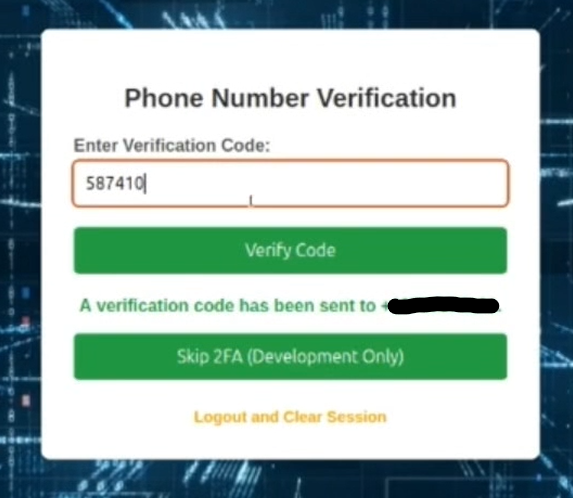 Phone Number Verification
Enter Verification Code:
587410
Verify Code
A verification code has been sent to +
Skip 2FA (Development Only)
Logout and Clear Session